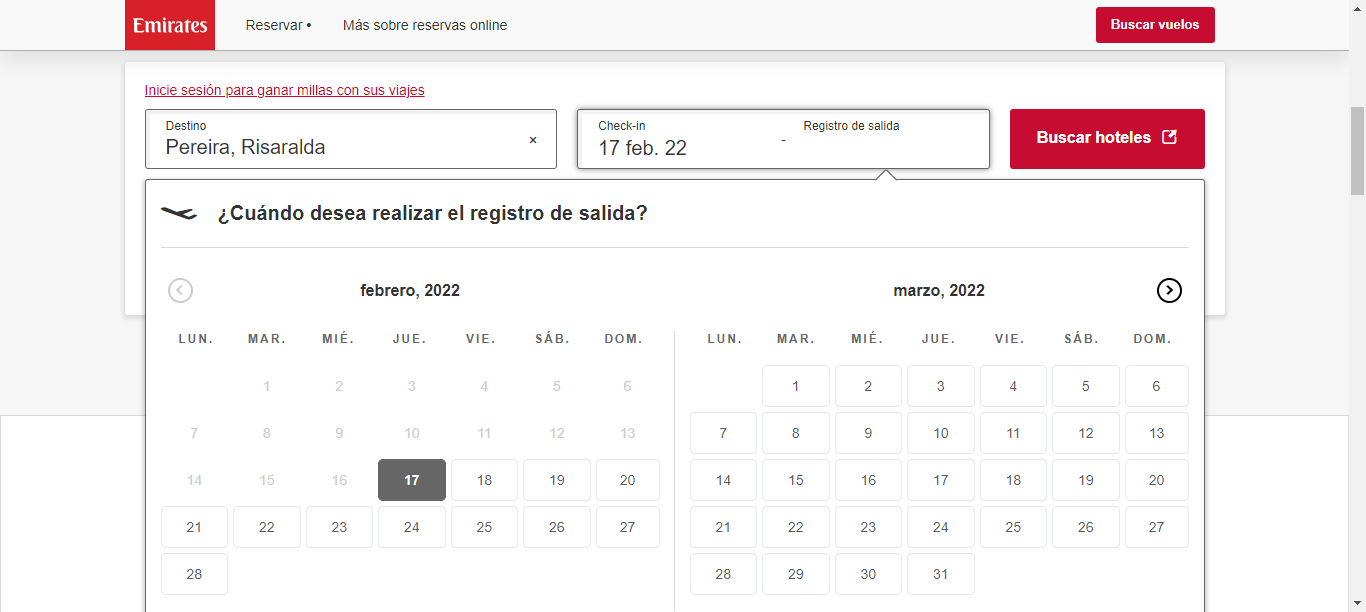 Emirates
Reservar •
Más sobre reservas online
Buscar vuelos
Inicie sesión para ganar millas con sus viajes
Destino
Pereira, Risaralda
×
Check-in
17 feb. 22
-
Registro de salida
Buscar hoteles
¿Cuándo desea realizar el registro de salida?
febrero, 2022
LUN. MAR. MIÉ. JUE. VIE. SÁB. DOM.
1 2 3 4 5 6
7 8 9 10 11 12 13
14 15 16 17 18 19 20
21 22 23 24 25 26 27
28
marzo, 2022
LUN. MAR. MIÉ. JUE. VIE. SÁB. DOM.
1 2 3 4 5 6
7 8 9 10 11 12 13
14 15 16 17 18 19 20
21 22 23 24 25 26 27
28 29 30 31